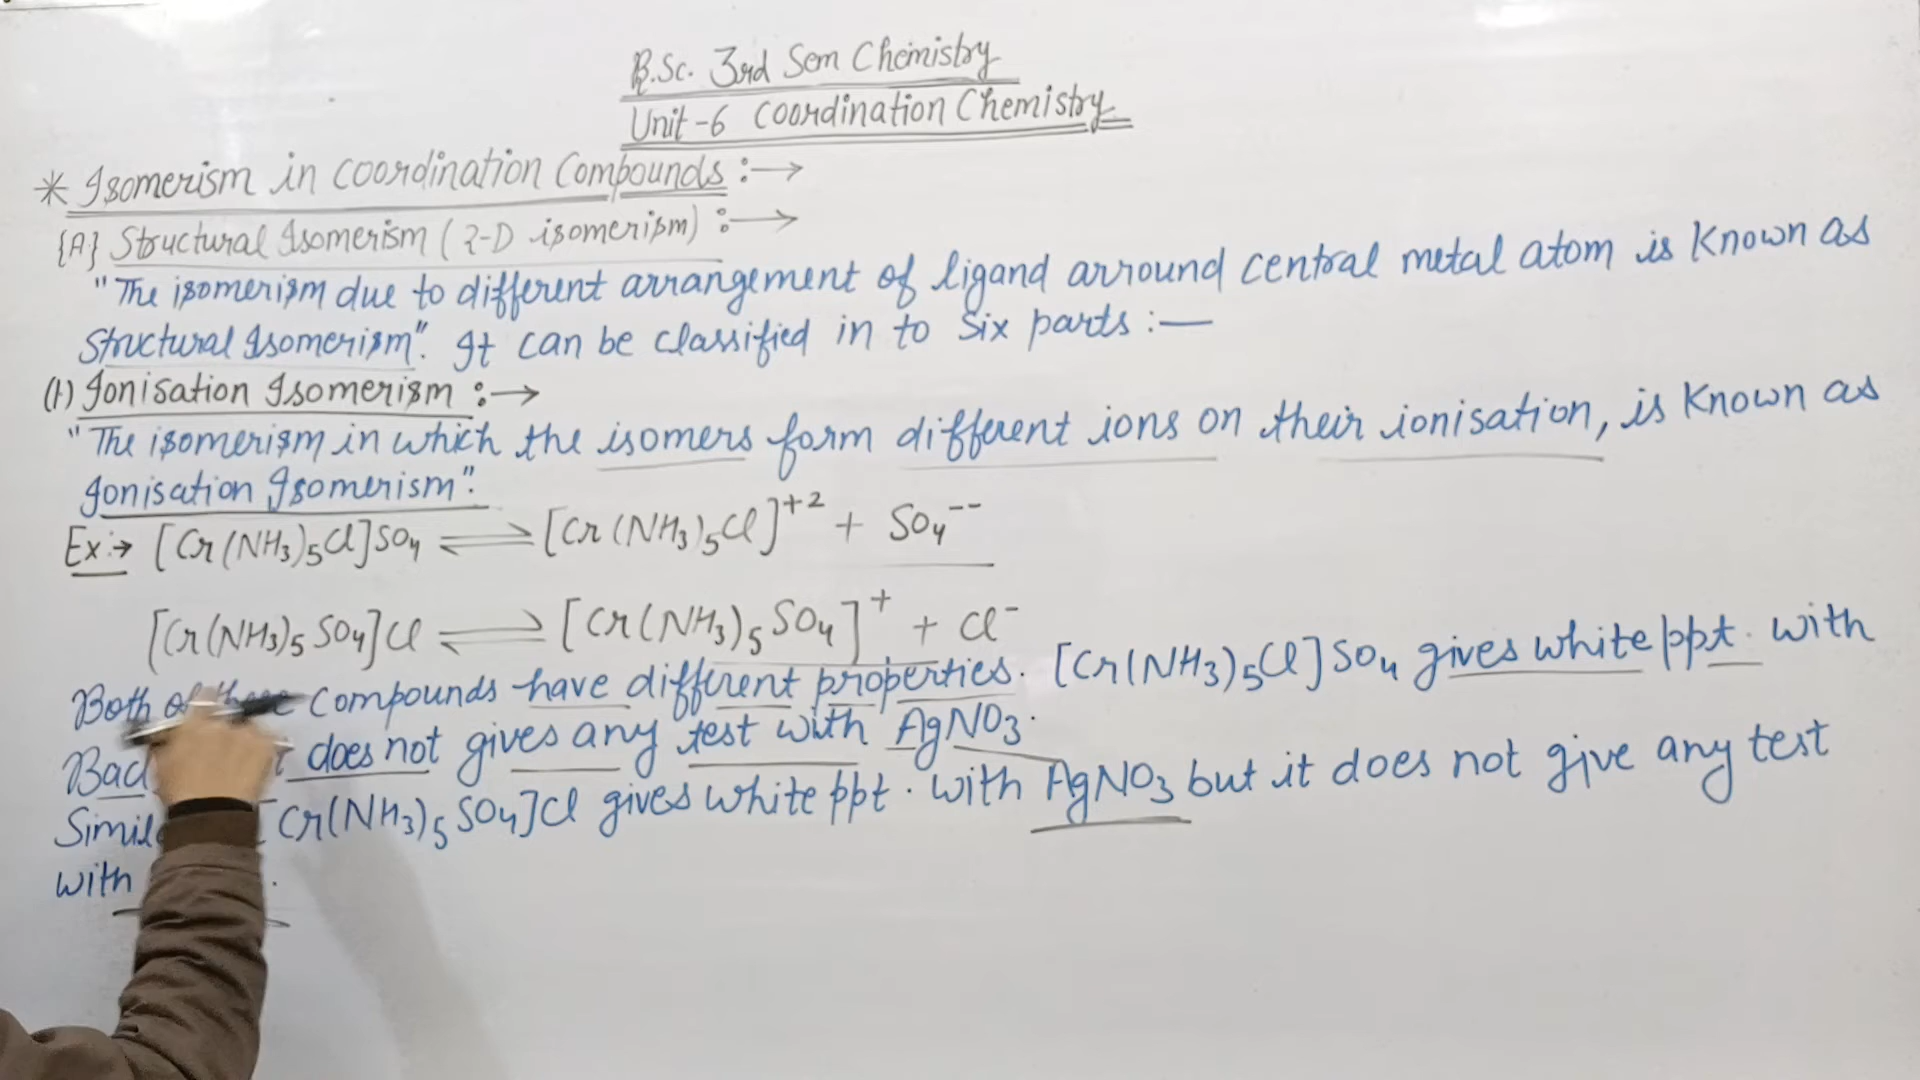 B.Sc. 3rd Sem Chemistry
Unit-6 Coordination Chemistry
* Isomerism in coordination Compounds :→
{A} Structural Isomerism (2-D isomerism) :→
"The isomerism due to different arrangement of ligand arround central metal atom is Known as
Structural Isomerism". It can be classified in to Six parts :—
(1) Ionisation Isomerism :→
"The isomerism in which the isomers form different ions on their ionisation, is Known as
Ionisation Isomerism".
Ex:→ [Cr(NH₃)₅Cl]SO₄ ⇌ [Cr(NH₃)₅Cl]⁺² + SO₄⁻⁻
[Cr(NH₃)₅SO₄]Cl ⇌ [Cr(NH₃)₅SO₄]⁺ + Cl⁻
Both of these compounds have different properties. [Cr(NH₃)₅Cl]SO₄ gives white ppt. with
does not gives any test with AgNO₃.
[Cr(NH₃)₅SO₄]Cl gives white ppt. with AgNO₃ but it does not give any test
with